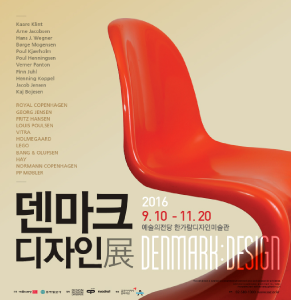 Kaare Klint
Arne Jacobsen
Hans J. Wegner
Børge Mogensen
Poul Kjærholm
Poul Henningsen
Verner Panton
Finn Juhl
Henning Koppel
Jacob Jensen
Kaj Bojesen
ROYAL COPENHAGEN
GEORG JENSEN
FRITZ HANSEN
LOUIS POULSEN
VITRA
HOLMEGAARD
LEGO
BANG & OLUFSEN
HAY
NORMANN COPENHAGEN
PP MØBLER
덴마크
디자인展
2016
9. 10 - 11. 20
예술의전당 한가람디자인미술관
DENMARK:DESIGN